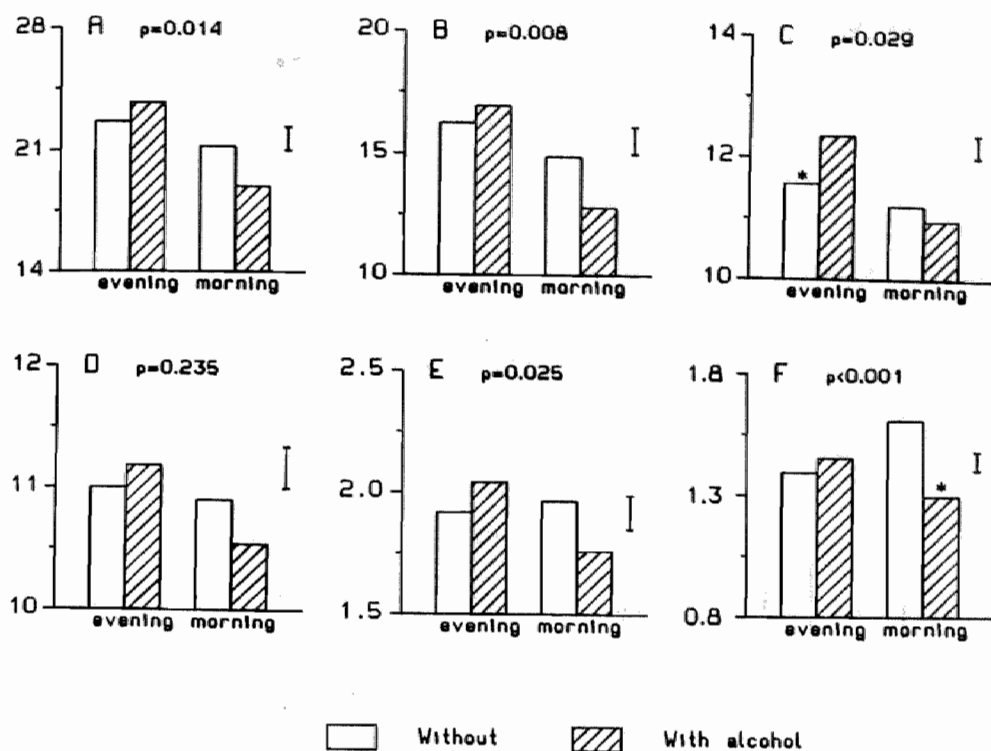 A p=0.014
28
21
14
evening morning
B p=0.008
20
15
10
evening morning
C p=0.029
14
12
10
*
evening morning
D p=0.235
12
11
10
evening morning
E p=0.025
2.5
2.0
1.5
evening morning
F p<0.001
1.8
1.3
0.8
*
evening morning
Without With alcohol